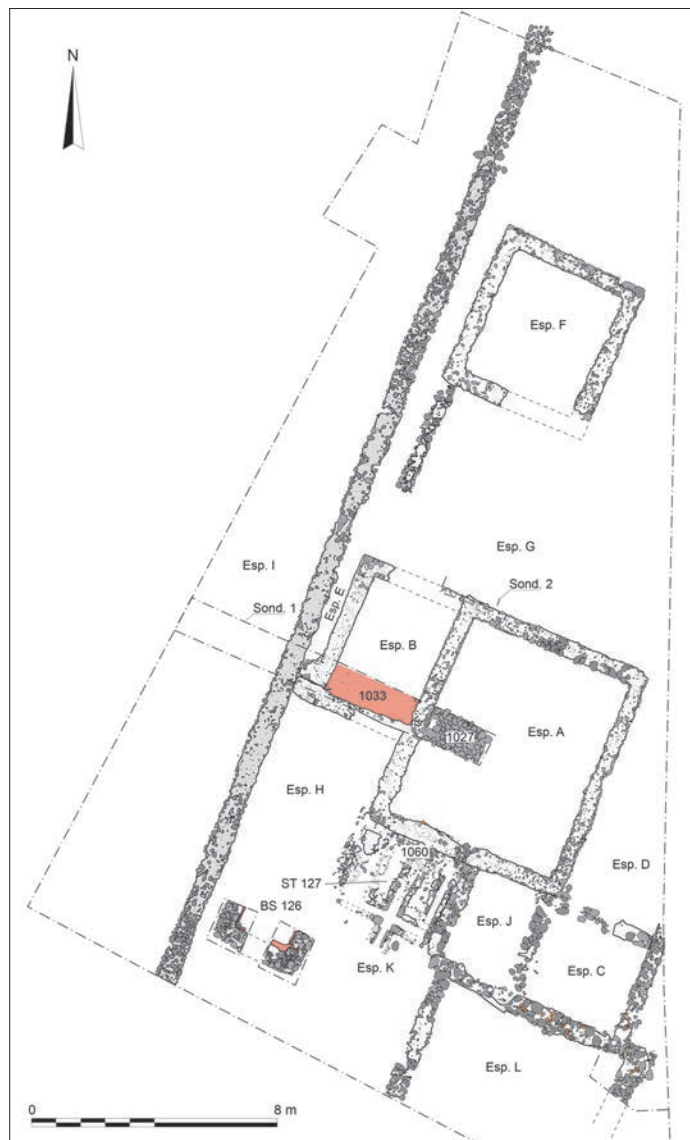 N
Esp. F
Esp. G
Esp. I
Sond. 2
Sond. 1
Esp. E
Esp. B
1033
1027
Esp. A
Esp. H
1060
ST 127
Esp. D
BS 126
Esp. J
Esp. C
Esp. K
Esp. L
0
8 m